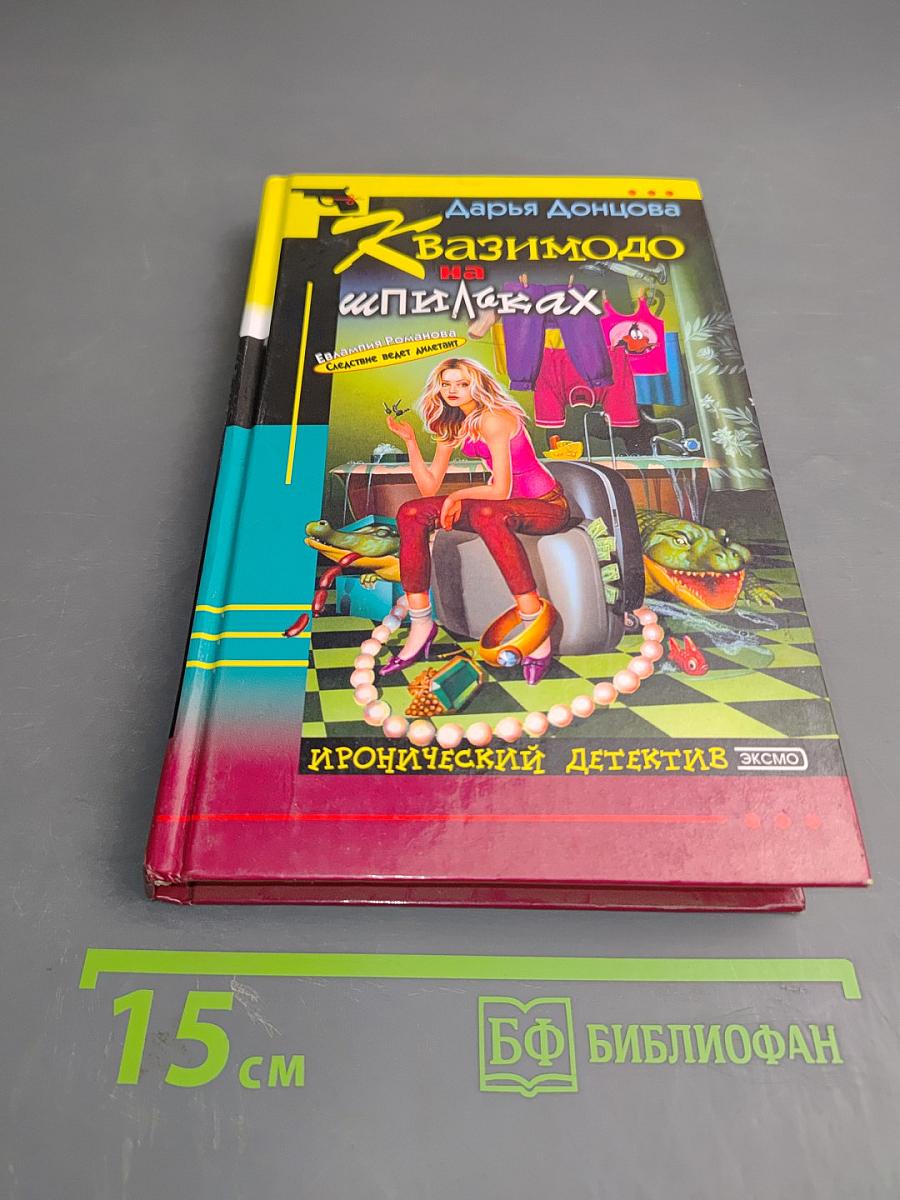 Дарья Донцова
Квазимодо
на
шпильках
Евлампия Романова
Следствие ведет дилетант
ИРОНИЧЕСКИЙ ДЕТЕКТИВ ЭКСМО
15 см
БФ БИБЛИОФАН